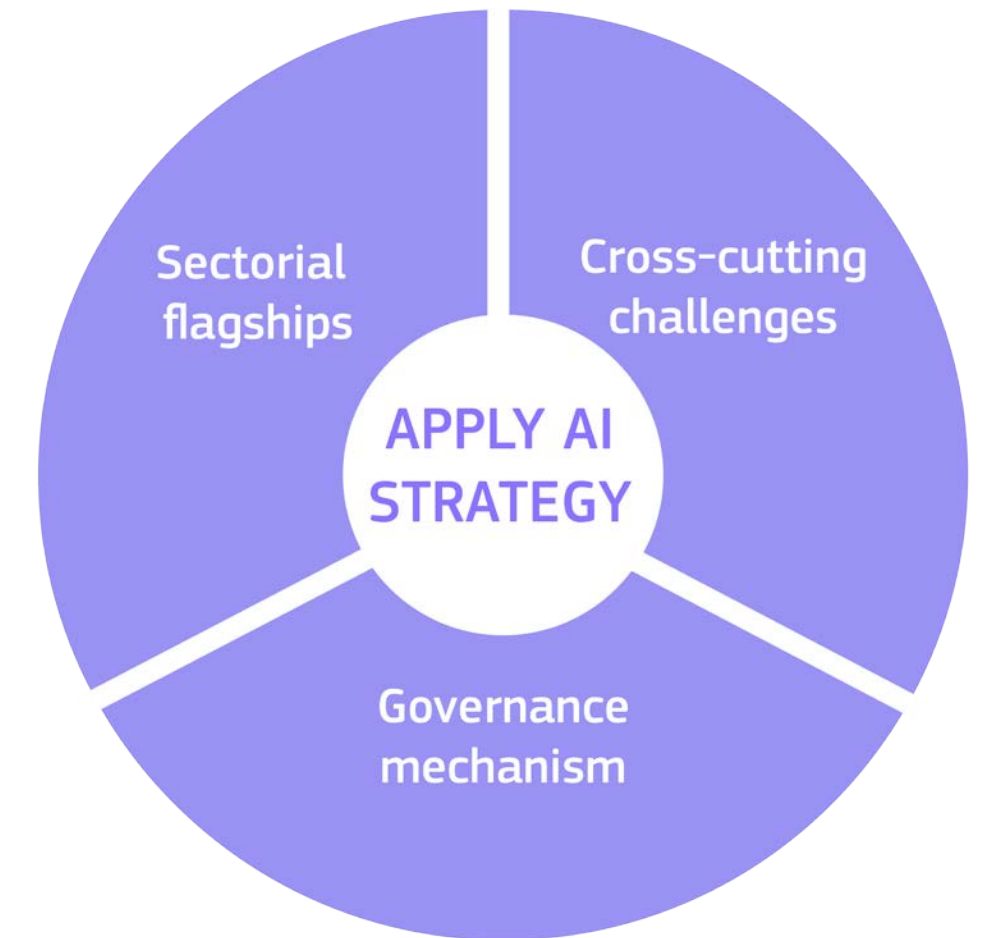 Sectorial
flagships
Cross-cutting
challenges
APPLY AI
STRATEGY
Governance
mechanism